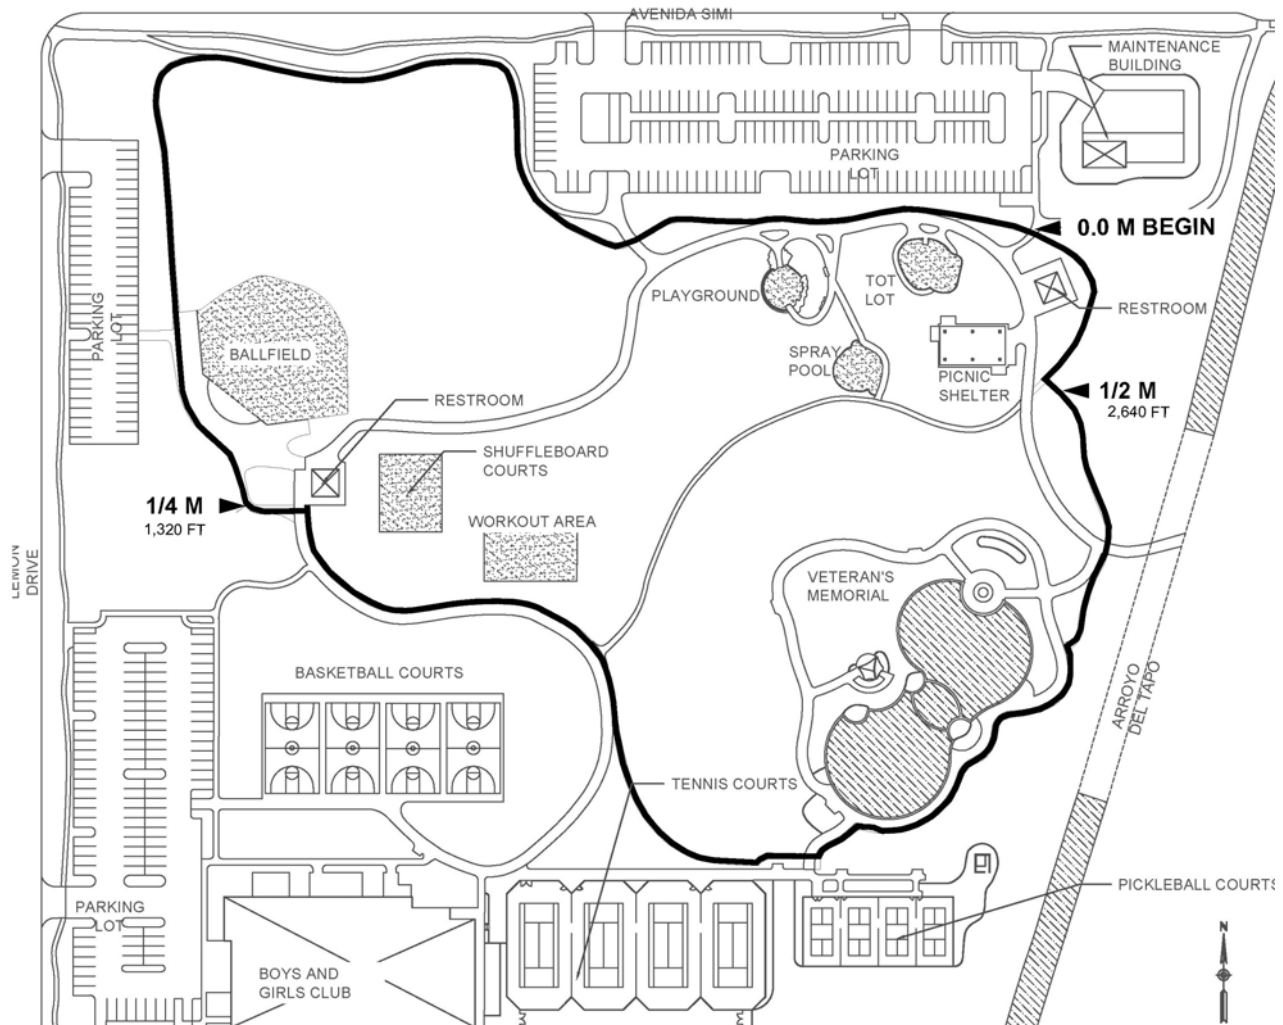 AVENIDA SIMI
MAINTENANCE
BUILDING
PARKING
LOT
0.0 M BEGIN
PLAYGROUND
TOT
LOT
RESTROOM
PARKING
LOT
BALLFIELD
SPRAY
POOL
PICNIC
SHELTER
1/2 M
2,640 FT
RESTROOM
SHUFFLEBOARD
COURTS
1/4 M
1,320 FT
WORKOUT AREA
LEMON
DRIVE
VETERAN'S
MEMORIAL
BASKETBALL COURTS
ARROYO
DEL TAPO
TENNIS COURTS
PARKING
LOT
PICKLEBALL COURTS
BOYS AND
GIRLS CLUB
N